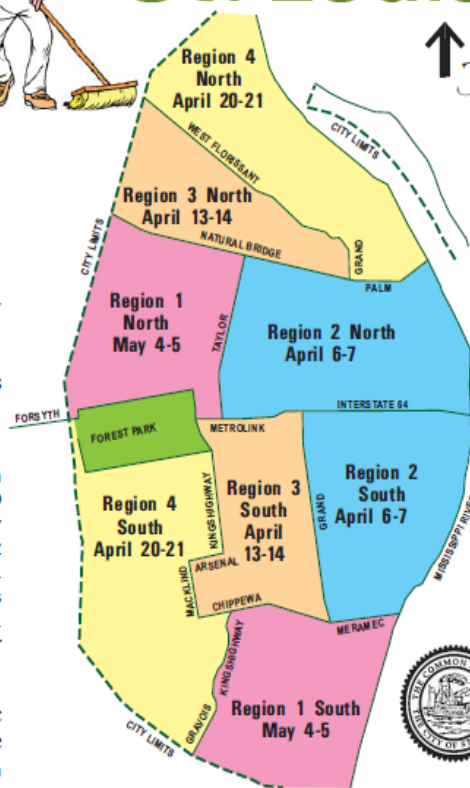 Region 4
North
April 20-21
CITY LIMITS
WEST FLORISSANT
Region 3 North
April 13-14
CITY LIMITS
NATURAL BRIDGE
GRAND
PALM
Region 1
North
May 4-5
TAYLOR
Region 2 North
April 6-7
INTERSTATE 64
FORSYTH
FOREST PARK
METROLINK
Region 4
South
April 20-21
KINGSHIGHWAY
Region 3
South
April
13-14
GRAND
Region 2
South
April 6-7
MISSISSIPPI RIVER
ARSENAL
MACKLIND
CHIPPEWA
MERAMEC
KINGSHIGHWAY
Region 1 South
May 4-5
GRAVOIS
CITY LIMITS